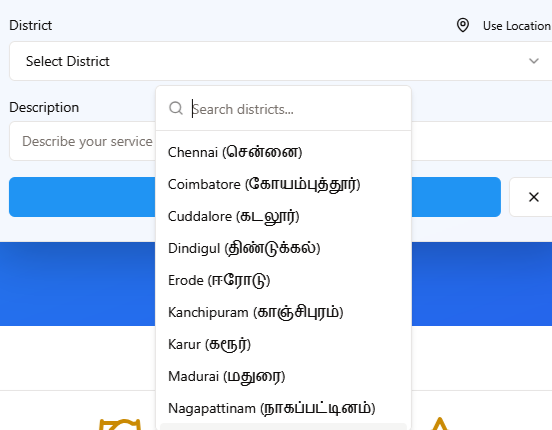 District
Use Location
Select District
Description
Search districts...
Describe your service
Chennai (சென்னை)
Coimbatore (கோயம்புத்தூர்)
Cuddalore (கடலூர்)
Dindigul (திண்டுக்கல்)
Erode (ஈரோடு)
Kanchipuram (காஞ்சிபுரம்)
Karur (கரூர்)
Madurai (மதுரை)
Nagapattinam (நாகப்பட்டினம்)